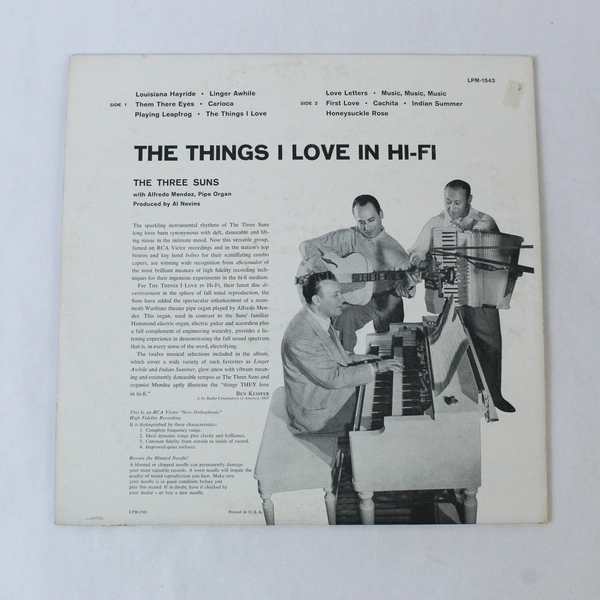 LPM-1543
Louisiana Hayride • Linger Awhile
SIDE 1 Them There Eyes • Carioca
Playing Leapfrog • The Things I Love
Love Letters • Music, Music, Music
SIDE 2 First Love • Cachita • Indian Summer
Honeysuckle Rose
THE THINGS I LOVE IN HI-FI
THE THREE SUNS
with Alfredo Mendez, Pipe Organ
Produced by Al Nevins
The sparkling instrumental rhythms of The Three Suns
long have been synonymous with deft, danceable and lilt-
ing music in the intimate mood. Now this versatile group,
famed on RCA Victor recordings and in the nation's top
bistros and key hotel boîtes for their scintillating combo
capers, are winning wide recognition from aficionados of
the most brilliant nuances of high fidelity recording tech-
niques for their ingenious experiments in the hi-fi medium.
For THE THINGS I LOVE IN HI-FI, their latest disc di-
vertissement in the sphere of full tonal reproduction, the
Suns have added the spectacular enhancement of a mam-
moth Wurlitzer theater pipe organ played by Alfredo Men-
dez. This organ, used in contrast to the Suns' familiar
Hammond electric organ, electric guitar and accordion plus
a full complement of engineering wizardry, provides a lis-
tening experience in demonstrating the full sound spectrum
that is, in every sense of the word, electrifying.
The twelve musical selections included in the album,
which cover a wide variety of such favorites as Linger
Awhile and Indian Summer, glow anew with vibrant mean-
ing and eminently danceable tempos as The Three Suns and
organist Mendez aptly illustrate the "things THEY love
in hi-fi." BEN KEMPER
© by Radio Corporation of America, 1957
This Is an RCA Victor "New Orthophonic"
High Fidelity Recording.
It is distinguished by these characteristics:
1. Complete frequency range.
2. Ideal dynamic range plus clarity and brilliance.
3. Constant fidelity from outside to inside of record.
4. Improved quiet surfaces.
Beware the Blunted Needle!
A blunted or chipped needle can permanently damage
your most valuable records. A worn needle will impair the
quality of sound reproduction you hear. Make sure
your needle is in good condition before you
play this record. If in doubt, have it checked by
your dealer – or buy a new needle.
LPM-1543
Printed in U.S.A.